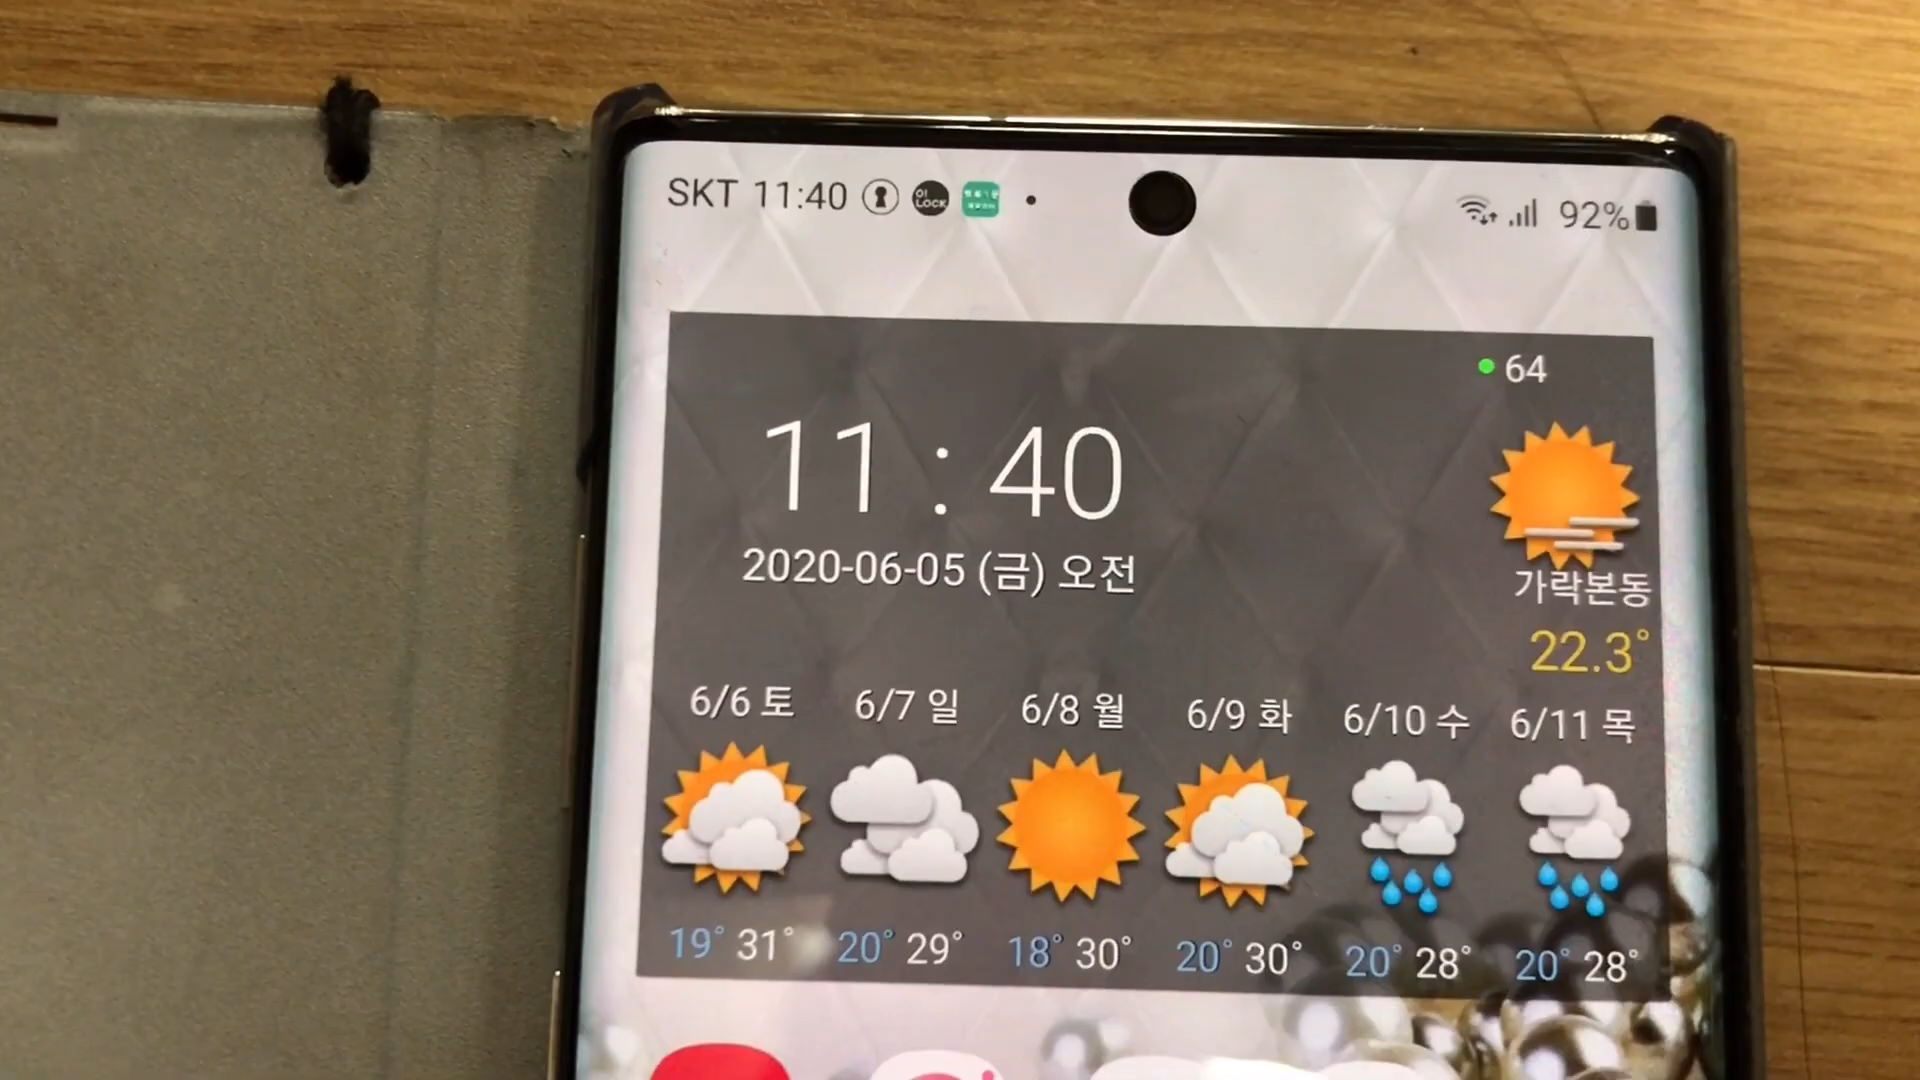 SKT 11:40
O! LOCK
92%
64
11 : 40
2020-06-05 (금) 오전
가락본동
22.3°
6/6 토 6/7 일 6/8 월 6/9 화 6/10 수 6/11 목
19° 31° 20° 29° 18° 30° 20° 30° 20° 28° 20° 28°